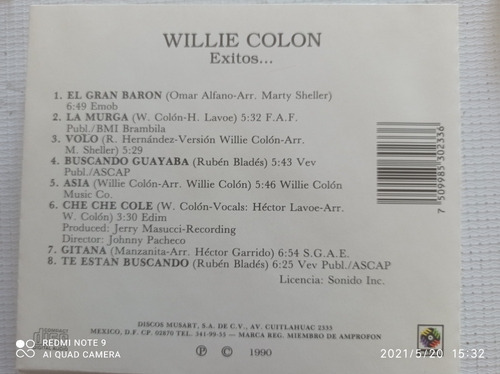 WILLIE COLON
Exitos...
1. EL GRAN BARON (Omar Alfano-Arr. Marty Sheller)
6:49 Emob
2. LA MURGA (W. Colón-H. Lavoe) 5:32 F.A.F.
Publ./BMI Brambila
3. VOLO (R. Hernández-Versión Willie Colón-Arr.
M. Sheller) 5:29
4. BUSCANDO GUAYABA (Rubén Bladés) 5:43 Vev
Publ./ASCAP
5. ASIA (Willie Colón-Arr. Willie Colón) 5:46 Willie Colón
Music Co.
6. CHE CHE COLE (W. Colón-Vocals: Héctor Lavoe-Arr.
W. Colón) 3:30 Edim
Produced: Jerry Masucci-Recording
Director: Johnny Pacheco
7. GITANA (Manzanita-Arr. Héctor Garrido) 6:54 S.G.A.E.
8. TE ESTAN BUSCANDO (Rubén Bladés) 6:25 Vev Publ./ASCAP
Licencia: Sonido Inc.
7 509985 302336
DISCOS MUSART, S.A. DE C.V., AV. CUITLAHUAC 2335
MEXICO, D.F. CP. 02870 TEL. 341-99-35 — MARCA REG. MIEMBRO DE AMPROFON
Ⓟ © 1990
REDMI NOTE 9
AI QUAD CAMERA
2021/5/20 15:32